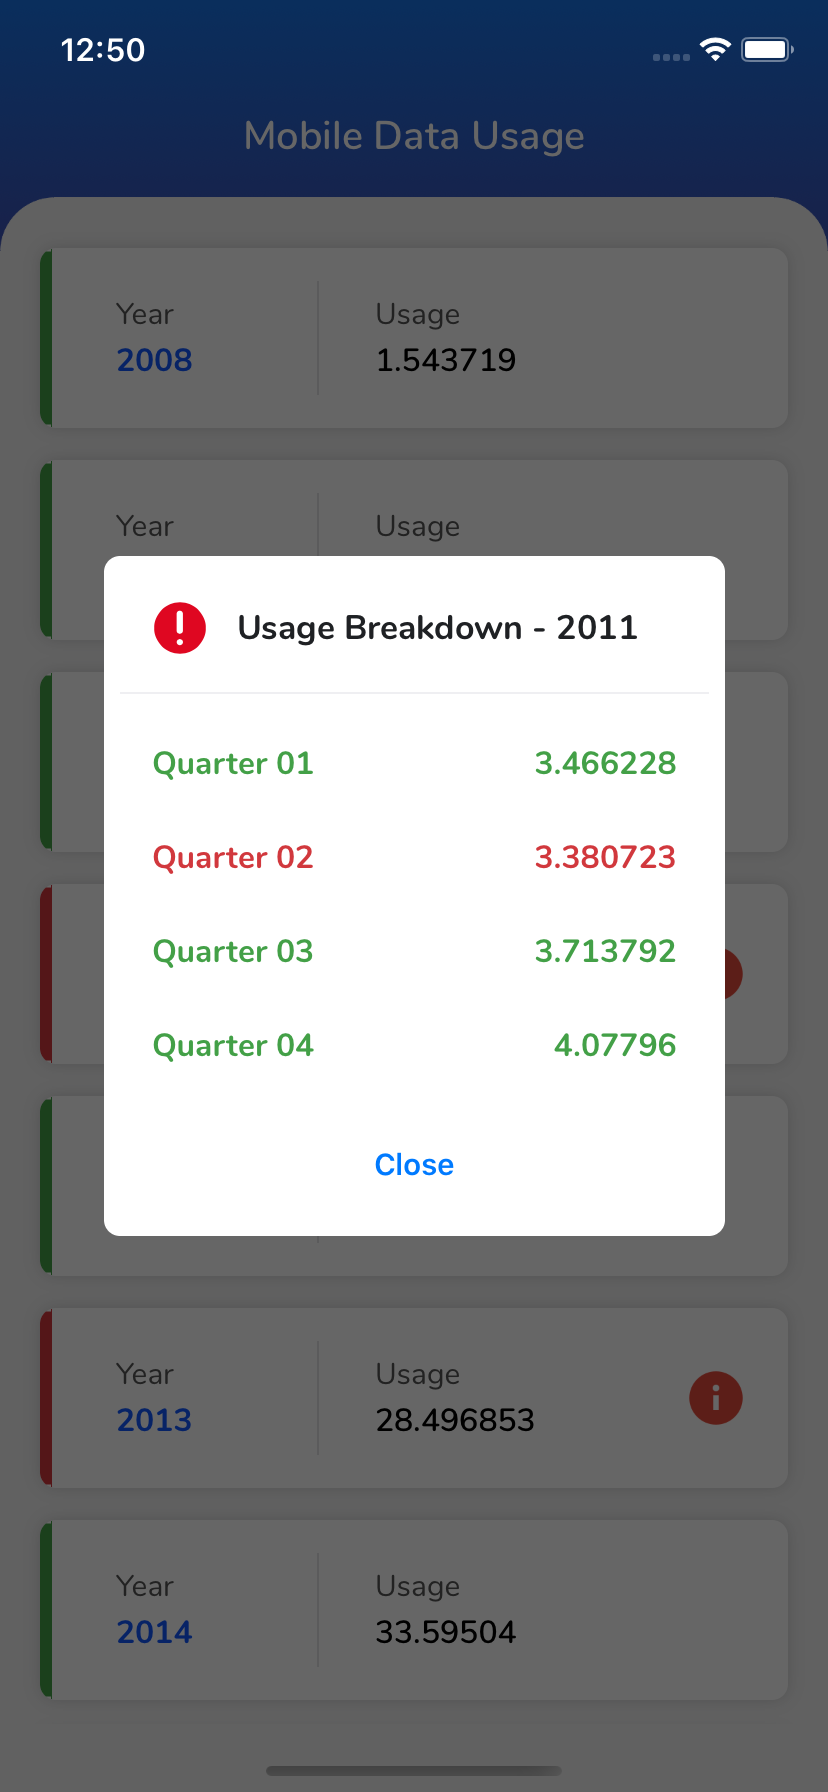 12:50
Mobile Data Usage
Year Usage
2008 1.543719
Year Usage
Usage Breakdown - 2011
Quarter 01 3.466228
Quarter 02 3.380723
Quarter 03 3.713792
Quarter 04 4.07796
Close
Year Usage
2013 28.496853
Year Usage
2014 33.59504